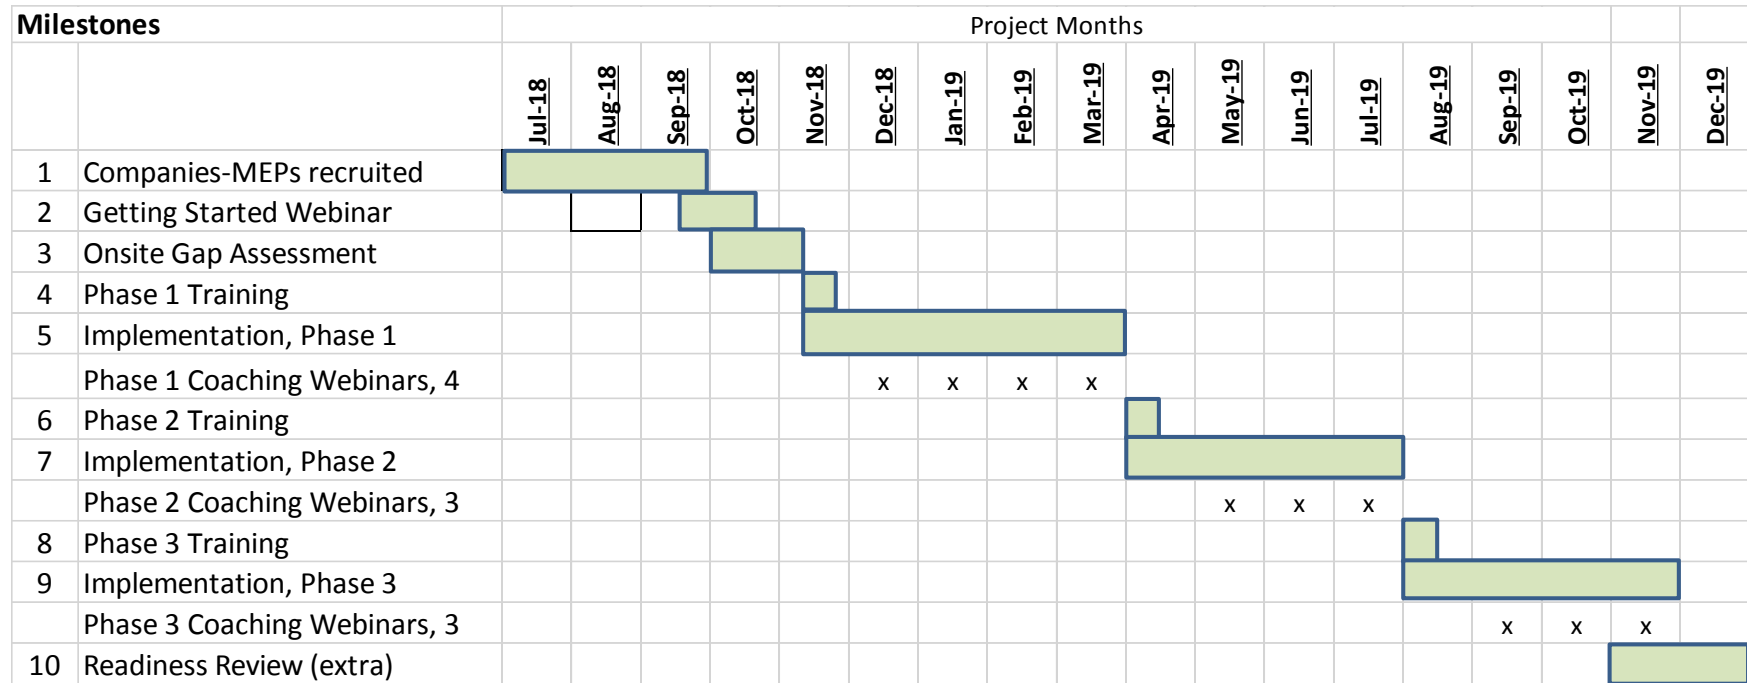 Milestones Project Months
Jul-18 Aug-18 Sep-18 Oct-18 Nov-18 Dec-18 Jan-19 Feb-19 Mar-19 Apr-19 May-19 Jun-19 Jul-19 Aug-19 Sep-19 Oct-19 Nov-19 Dec-19
1 Companies-MEPs recruited
2 Getting Started Webinar
3 Onsite Gap Assessment
4 Phase 1 Training
5 Implementation, Phase 1
Phase 1 Coaching Webinars, 4 x x x x
6 Phase 2 Training
7 Implementation, Phase 2
Phase 2 Coaching Webinars, 3 x x x
8 Phase 3 Training
9 Implementation, Phase 3
Phase 3 Coaching Webinars, 3 x x x
10 Readiness Review (extra)